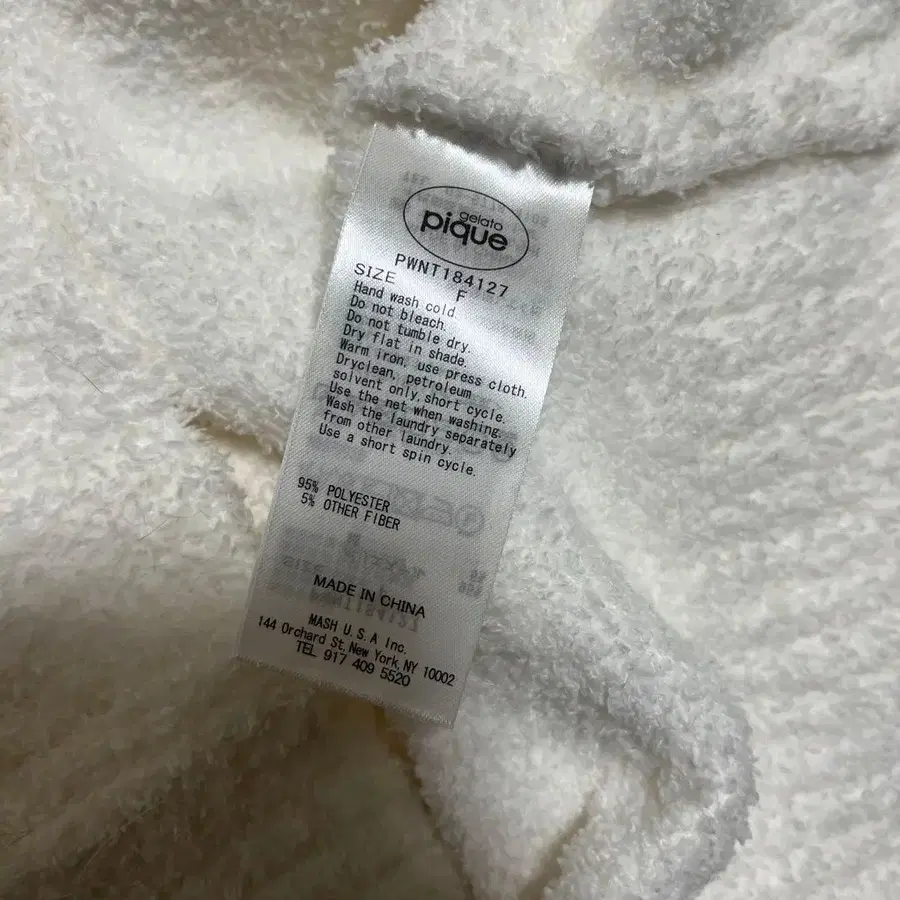 gelato
pique
PWNT184127
SIZE F
Hand wash cold
Do not bleach.
Do not tumble dry.
Dry flat in shade.
Warm iron, use press cloth.
Dryclean, petroleum
solvent only, short cycle.
Use the net when washing.
Wash the laundry separately
from other laundry.
Use a short spin cycle.
95% POLYESTER
5% OTHER FIBER
MADE IN CHINA
MASH U.S.A Inc.
144 Orchard St, New York, NY 10002
TEL 917 409 5520